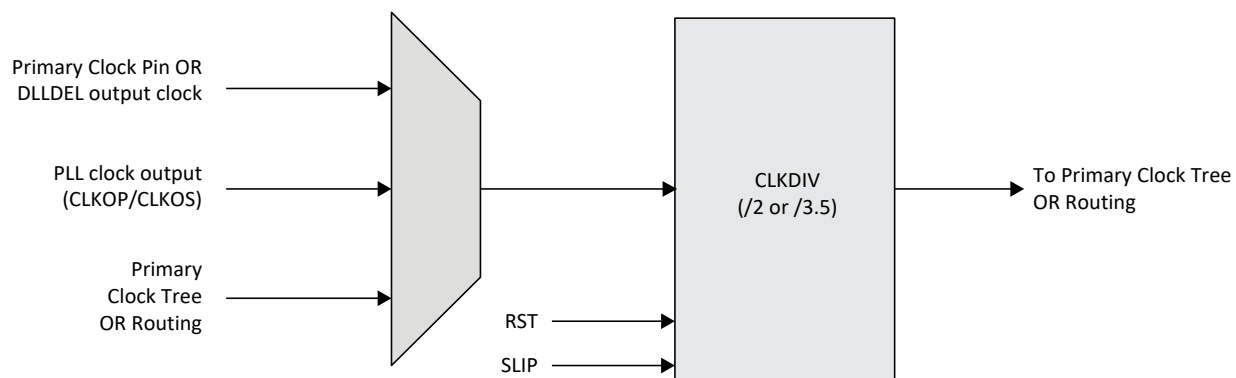 Primary Clock Pin OR
DLLDEL output clock
PLL clock output
(CLKOP/CLKOS)
Primary
Clock Tree
OR Routing
CLKDIV
(/2 or /3.5)
RST
SLIP
To Primary Clock Tree
OR Routing